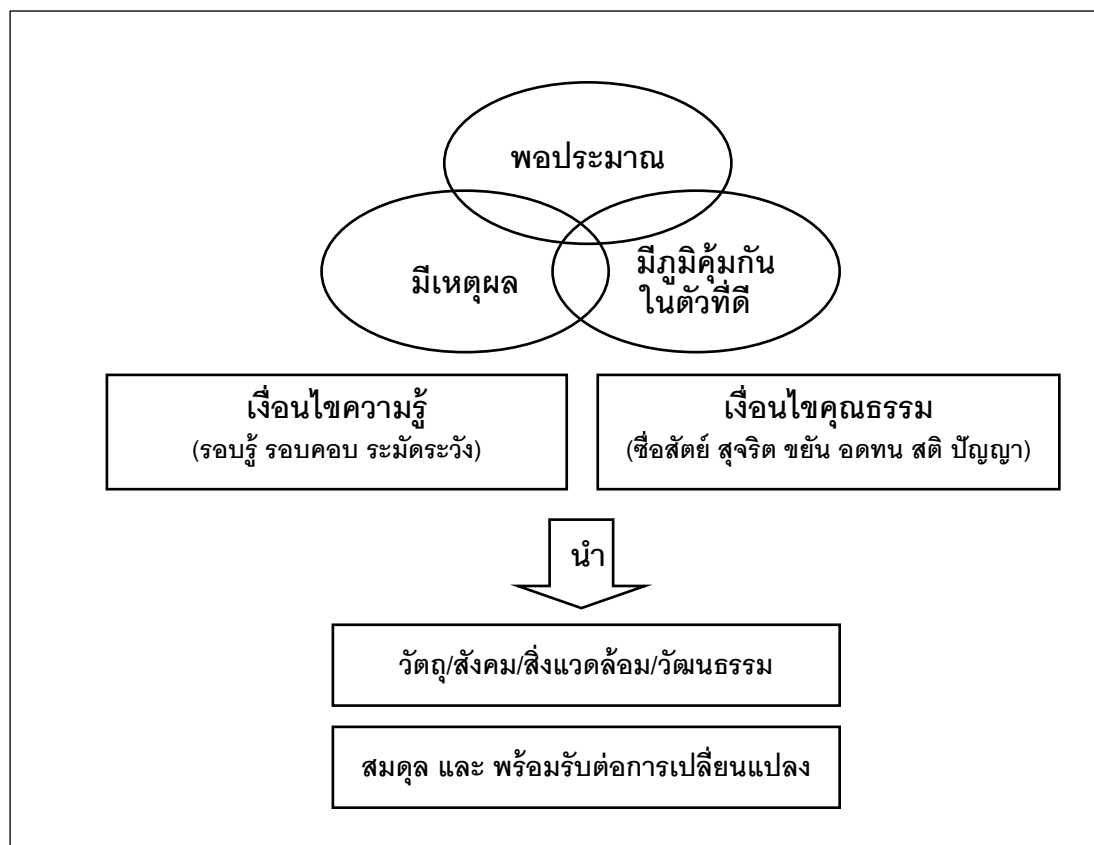 พอประมาณ
มีเหตุผล
มีภูมิคุ้มกัน
ในตัวที่ดี
เงื่อนไขความรู้
(รอบรู้ รอบคอบ ระมัดระวัง)
เงื่อนไขคุณธรรม
(ซื่อสัตย์ สุจริต ขยัน อดทน สติ ปัญญา)
นำ
วัตถุ/สังคม/สิ่งแวดล้อม/วัฒนธรรม
สมดุล และ พร้อมรับต่อการเปลี่ยนแปลง